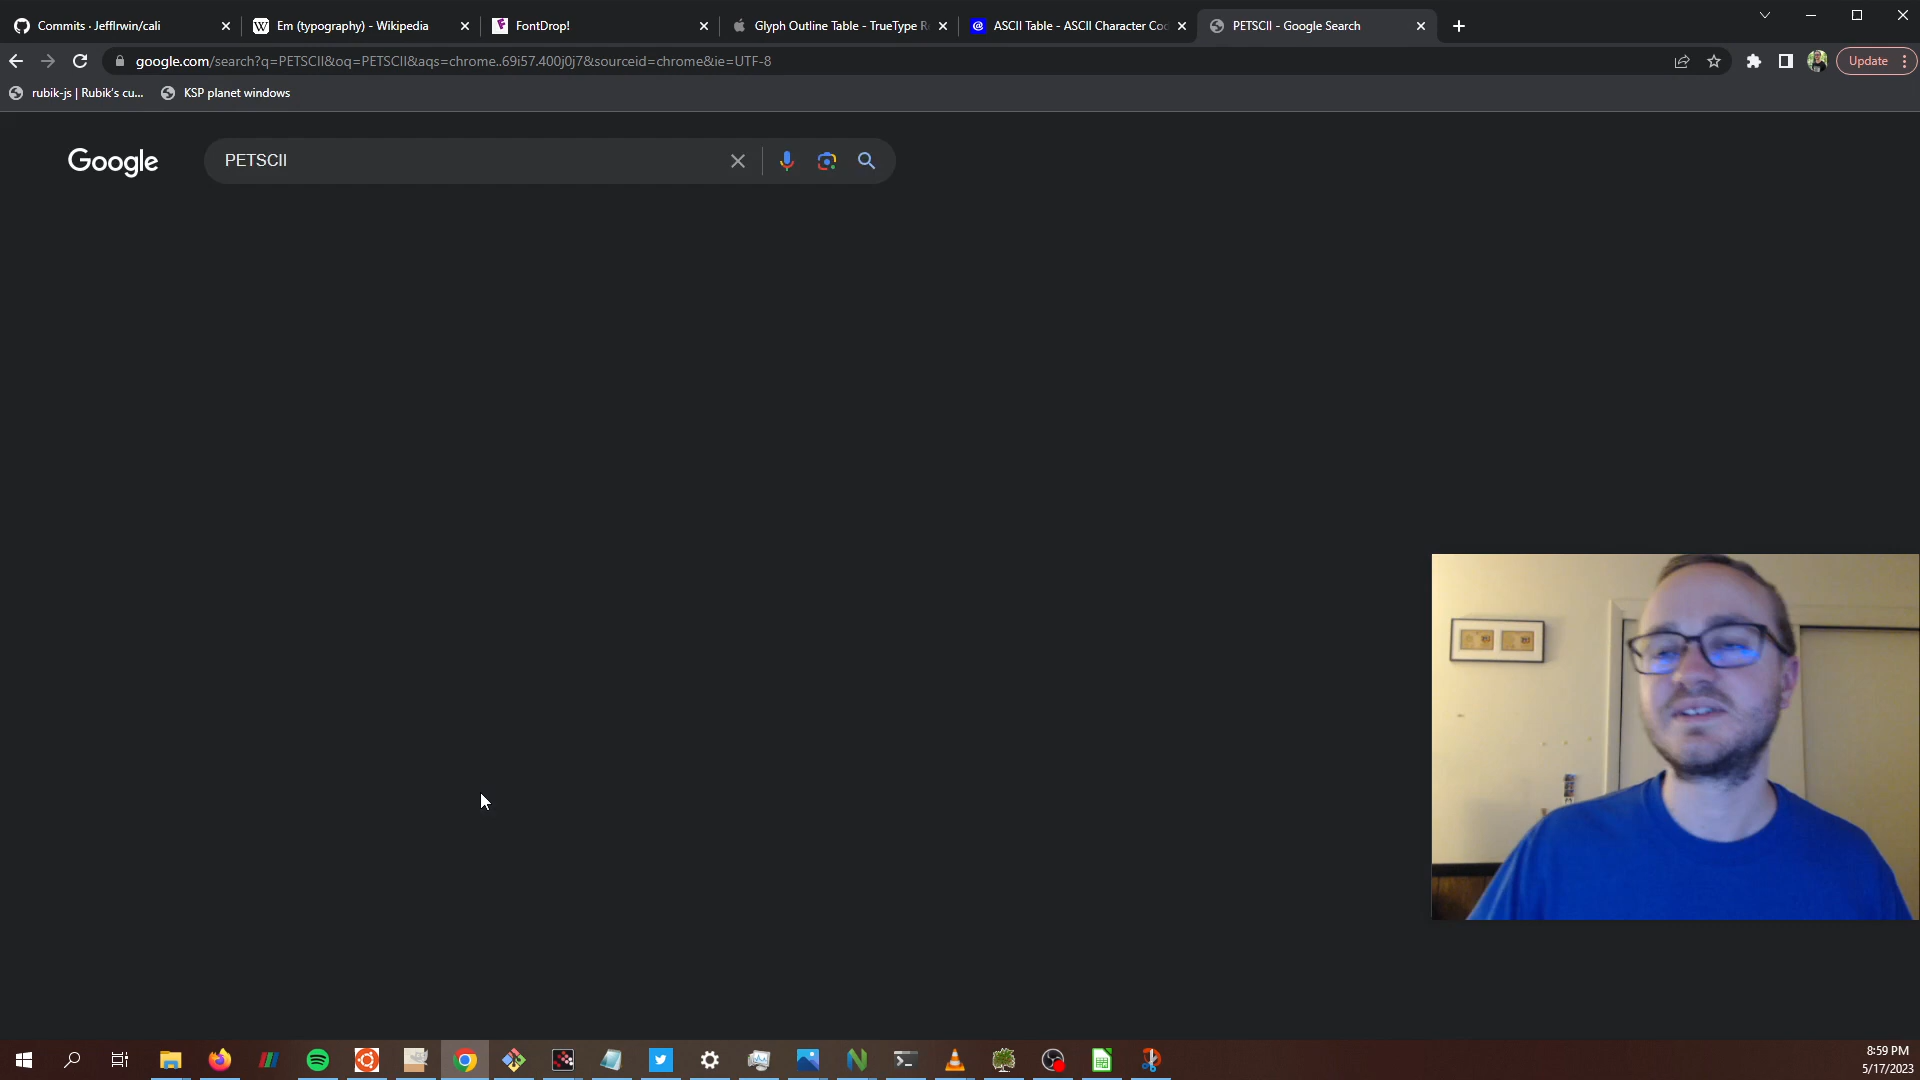 Commits · JeffIrwin/cali
Em (typography) - Wikipedia
FontDrop!
Glyph Outline Table - TrueType R
ASCII Table - ASCII Character Co
PETSCII - Google Search
google.com/search?q=PETSCII&oq=PETSCII&aqs=chrome..69i57.400j0j7&sourceid=chrome&ie=UTF-8
Update
rubik-js | Rubik's cu...
KSP planet windows
Google
PETSCII
8:59 PM
5/17/2023